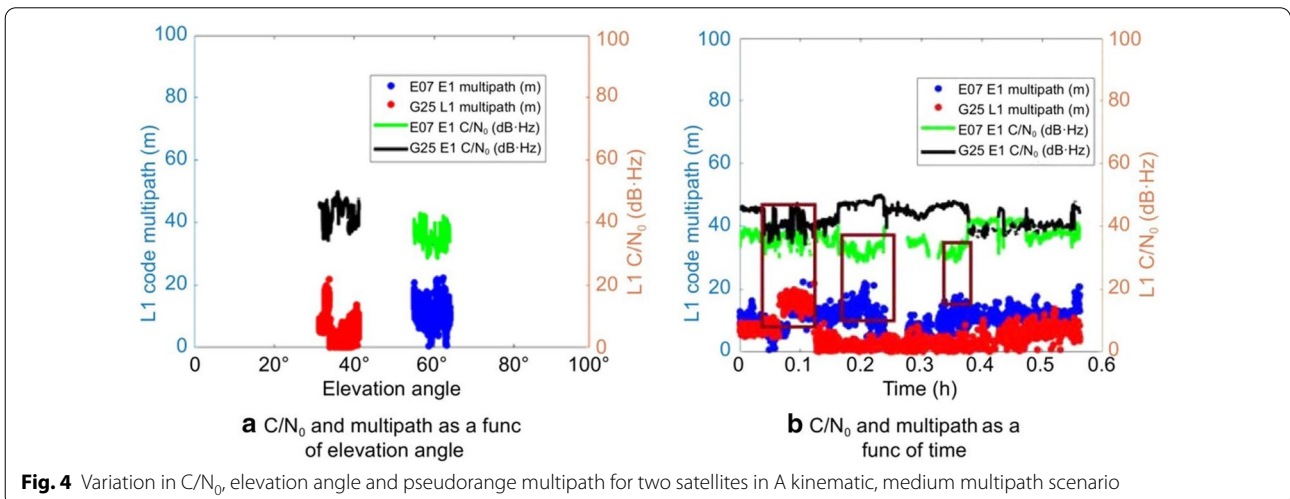 100
80
60
40
20
0
L1 code multipath (m)
100
80
60
40
20
0
L1 C/N0 (dB·Hz)
E07 E1 multipath (m)
G25 L1 multipath (m)
E07 E1 C/N0 (dB·Hz)
G25 E1 C/N0 (dB·Hz)
0 20° 40° 60° 80° 100°
Elevation angle
a C/N0 and multipath as a func
of elevation angle
100
80
60
40
20
0
L1 code multipath (m)
100
80
60
40
20
0
L1 C/N0 (dB·Hz)
E07 E1 multipath (m)
G25 L1 multipath (m)
E07 E1 C/N0 (dB·Hz)
G25 E1 C/N0 (dB·Hz)
0 0.1 0.2 0.3 0.4 0.5 0.6
Time (h)
b C/N0 and multipath as a
func of time
Fig. 4 Variation in C/N0, elevation angle and pseudorange multipath for two satellites in A kinematic, medium multipath scenario